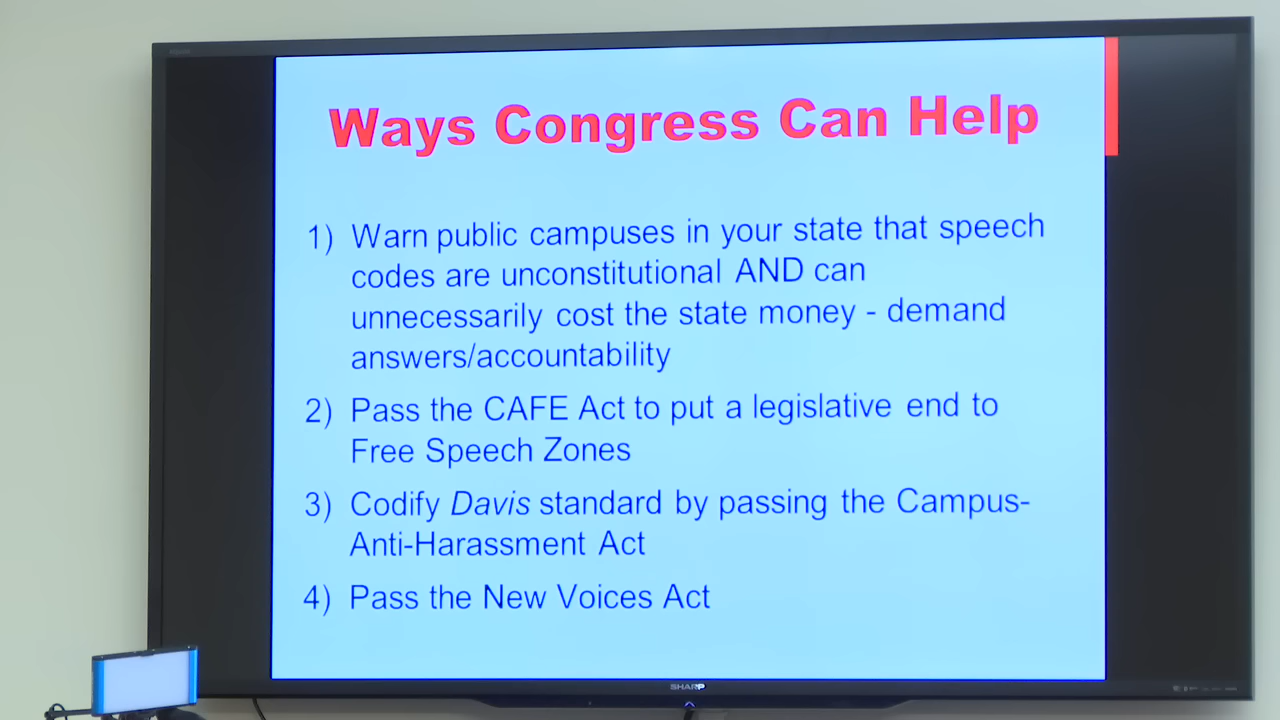 Ways Congress Can Help
1) Warn public campuses in your state that speech
codes are unconstitutional AND can
unnecessarily cost the state money - demand
answers/accountability
2) Pass the CAFE Act to put a legislative end to
Free Speech Zones
3) Codify Davis standard by passing the Campus-
Anti-Harassment Act
4) Pass the New Voices Act
SHARP